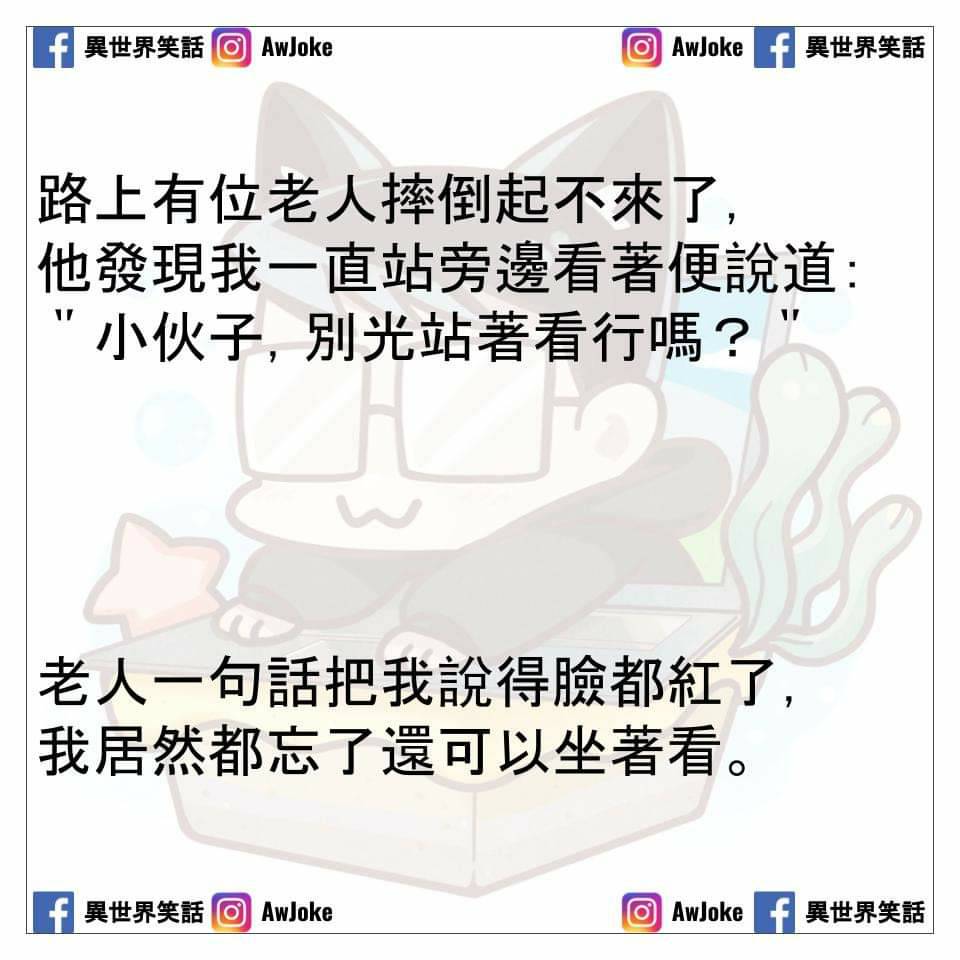 異世界笑話 AwJoke AwJoke 異世界笑話
路上有位老人摔倒起不來了,
他發現我一直站旁邊看著便說道:
"小伙子,別光站著看行嗎？"
老人一句話把我說得臉都紅了,
我居然都忘了還可以坐著看。
異世界笑話 AwJoke AwJoke 異世界笑話